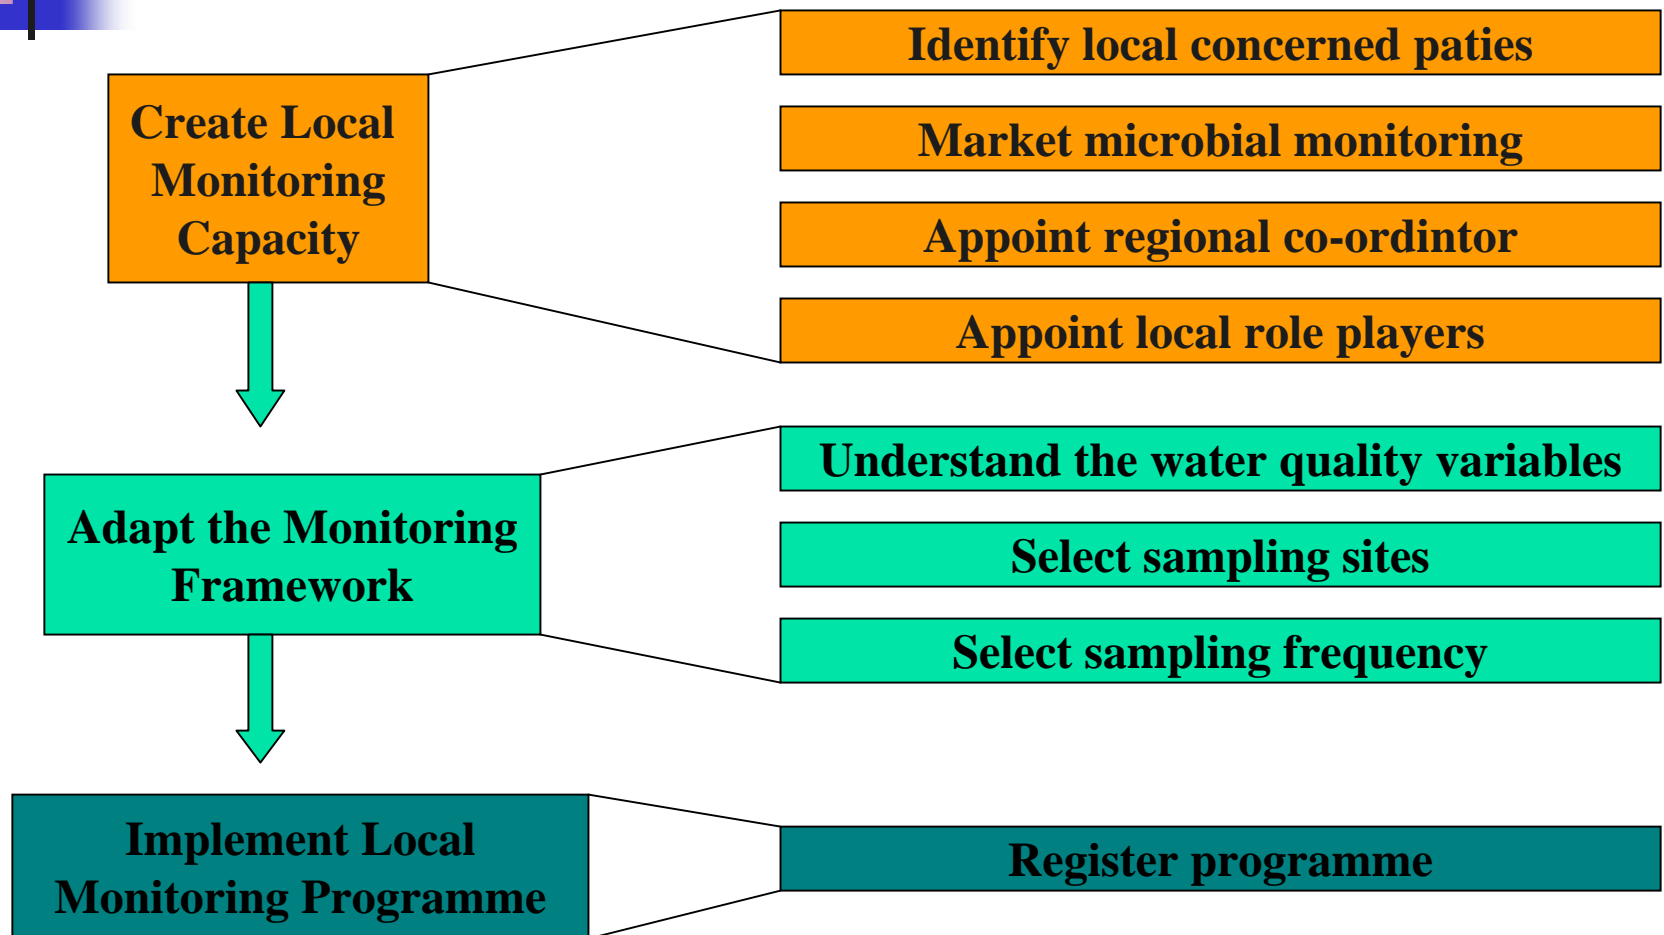 Create Local
Monitoring
Capacity
Identify local concerned paties
Market microbial monitoring
Appoint regional co-ordintor
Appoint local role players
Adapt the Monitoring
Framework
Understand the water quality variables
Select sampling sites
Select sampling frequency
Implement Local
Monitoring Programme
Register programme